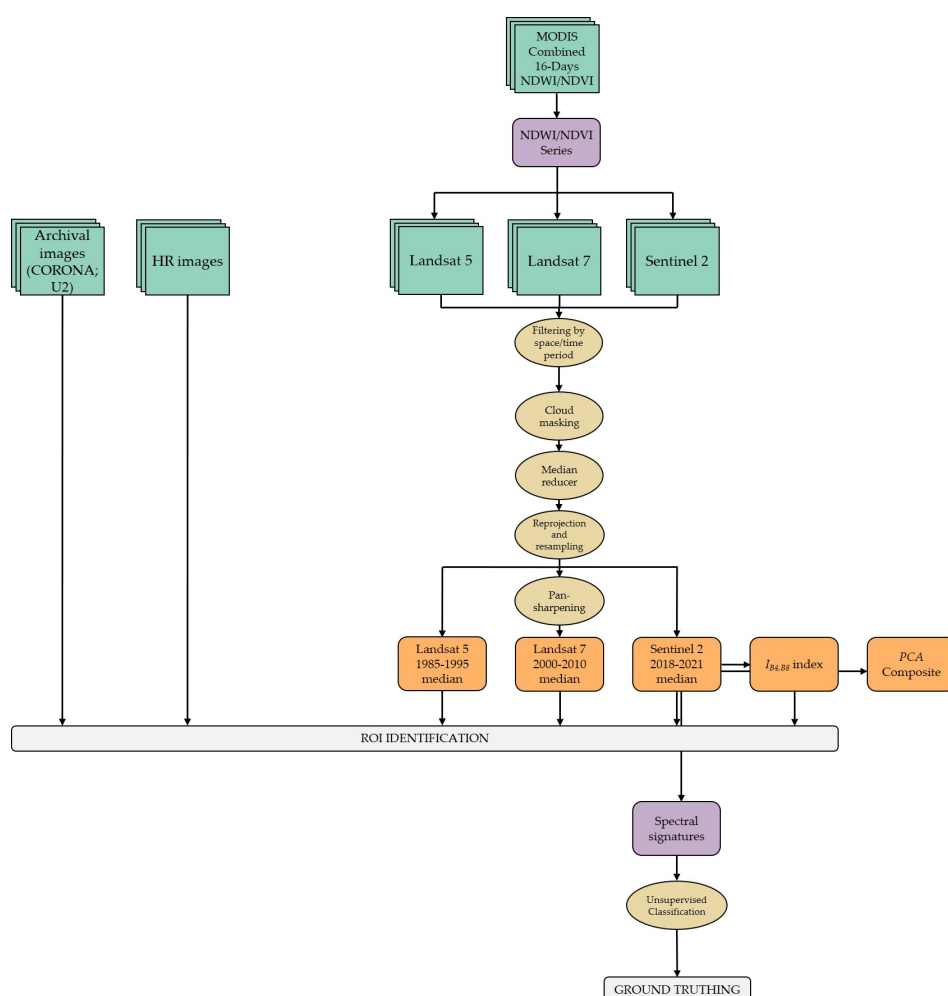 MODIS
Combined
16-Days
NDWI/NDVI
NDWI/NDVI
Series
Archival
images
(CORONA;
U2)
HR images
Landsat 5
Landsat 7
Sentinel 2
Filtering by
space/time
period
Cloud
masking
Median
reducer
Reprojection
and
resampling
Pan-
sharpening
Landsat 5
1985-1995
median
Landsat 7
2000-2010
median
Sentinel 2
2018-2021
median
I_{B4,B8} index
PCA
Composite
ROI IDENTIFICATION
Spectral
signatures
Unsupervised
Classification
GROUND TRUTHING